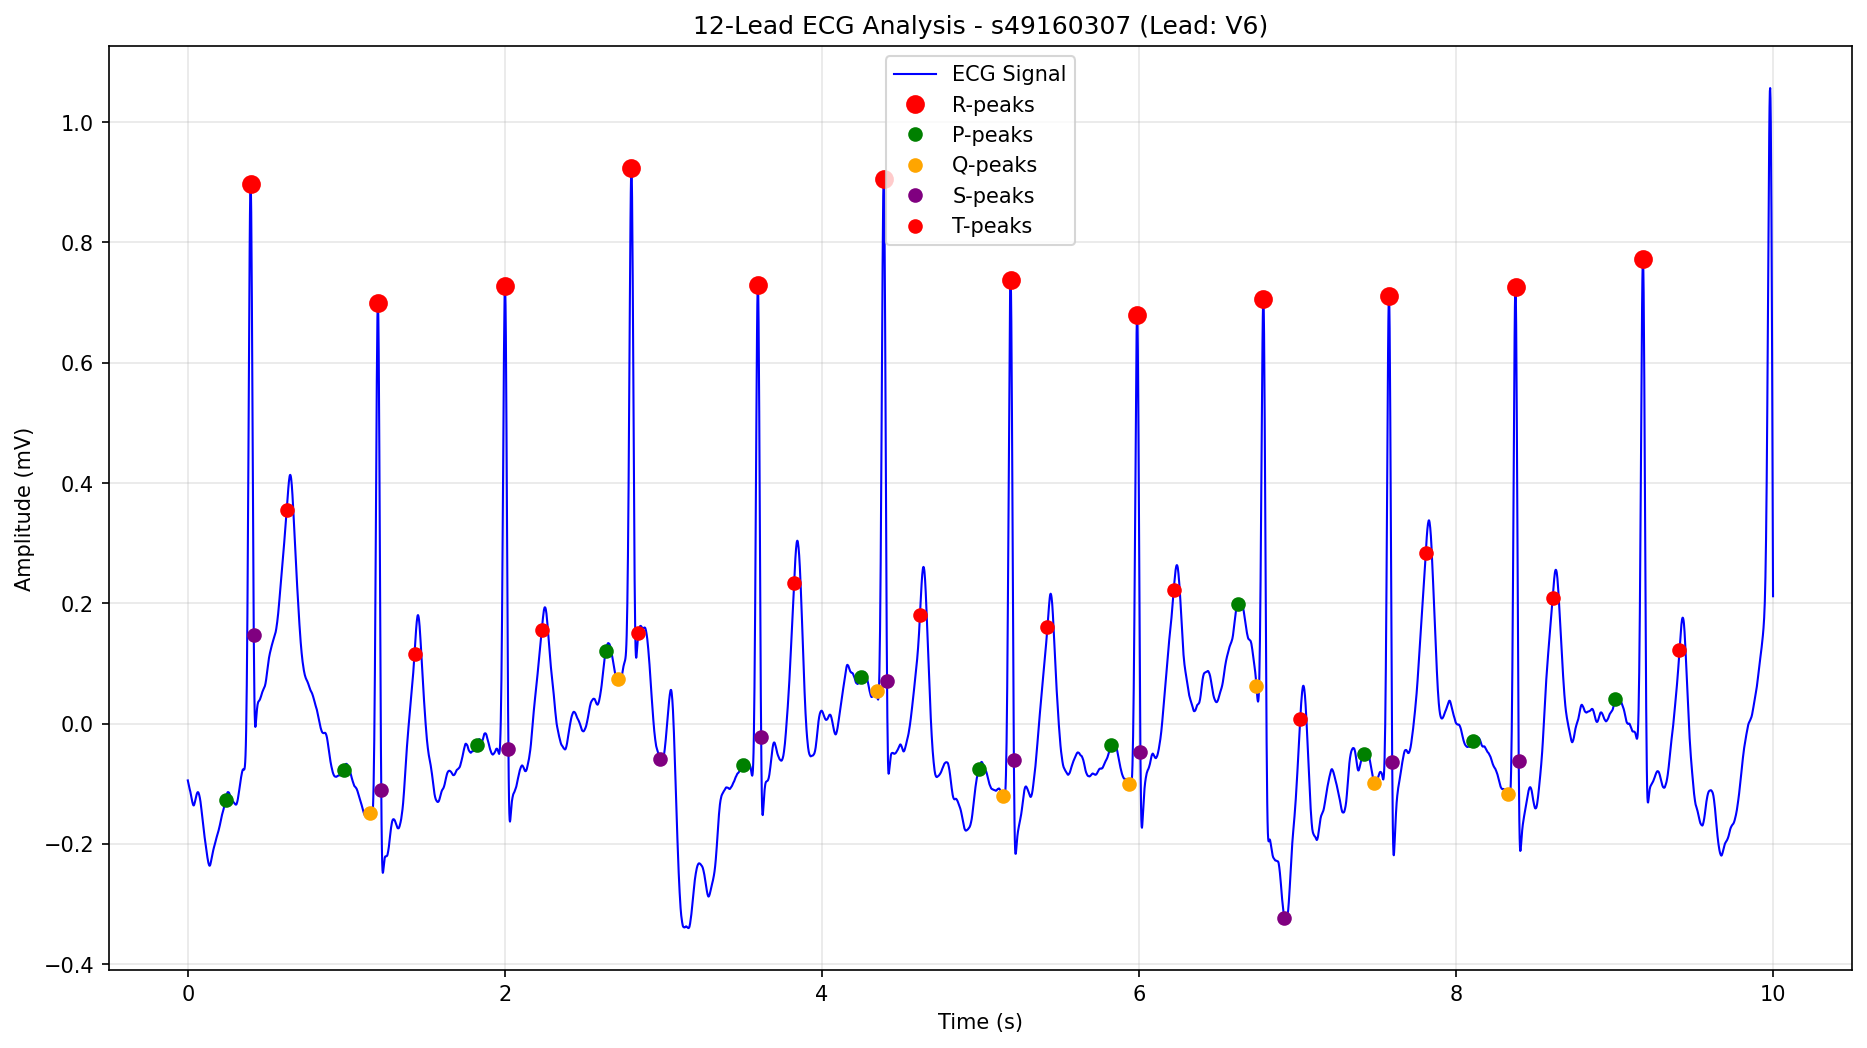 12-Lead ECG Analysis - s49160307 (Lead: V6)
ECG Signal
R-peaks
P-peaks
Q-peaks
S-peaks
T-peaks
Amplitude (mV)
1.0
0.8
0.6
0.4
0.2
0.0
−0.2
−0.4
0 2 4 6 8 10
Time (s)